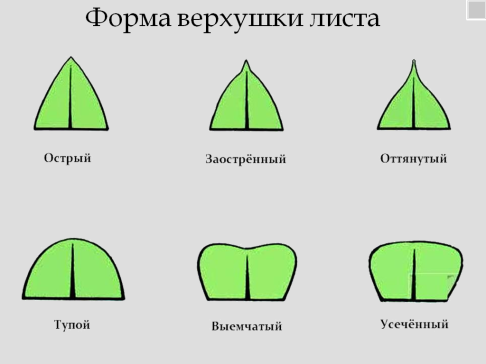 Форма верхушки листа
Острый
Заострённый
Оттянутый
Тупой
Выемчатый
Усечённый